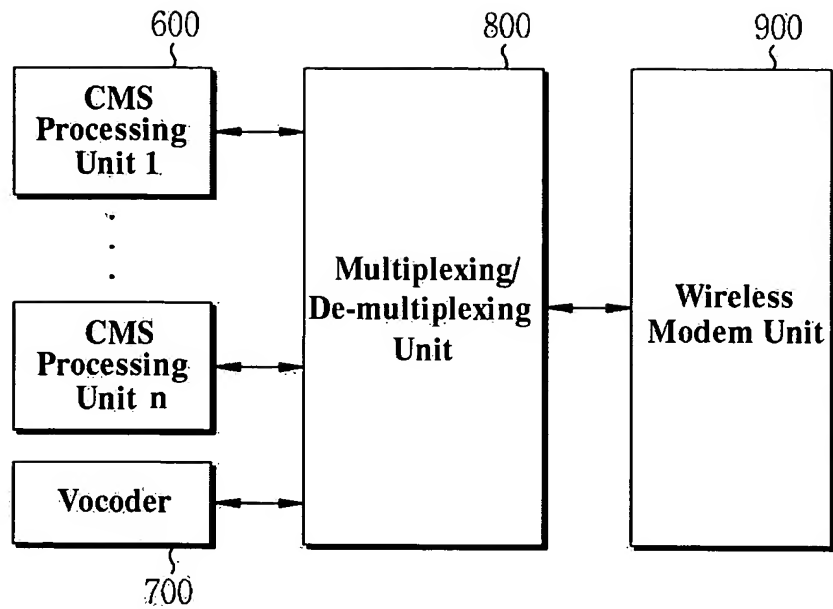 600
800
900
CMS
Processing
Unit 1
CMS
Processing
Unit n
Vocoder
700
Multiplexing/
De-multiplexing
Unit
Wireless
Modem Unit